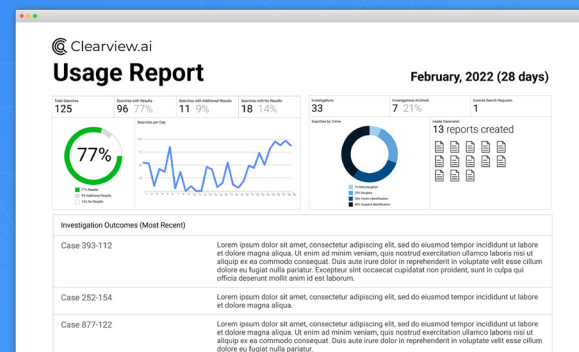 Clearview.ai
Usage Report
February, 2022 (28 days)
Total Searches
125
Searches with Results
96 77%
Searches with Additional Results
11 9%
Searches with No Results
18 14%
Investigations
33
Investigations Archived
7 21%
Outside Search Requests
1
77%
77% Results
9% Additional Results
14% No Results
Searches per Day
Searches by Crime
7% Manslaughter
Leads Generated
13 reports created
Investigation Outcomes (Most Recent)
Case 393-112
Lorem ipsum dolor sit amet, consectetur adipiscing elit, sed do eiusmod tempor incididunt ut labore
et dolore magna aliqua. Ut enim ad minim veniam, quis nostrud exercitation ullamco laboris nisi ut
aliquip ex ea commodo consequat. Duis aute irure dolor in reprehenderit in voluptate velit esse cillum
dolore eu fugiat nulla pariatur. Excepteur sint occaecat cupidatat non proident, sunt in culpa qui
officia deserunt mollit anim id est laborum.
Case 252-154
Lorem ipsum dolor sit amet, consectetur adipiscing elit, sed do eiusmod tempor incididunt ut labore
et dolore magna aliqua.
Case 877-122
Lorem ipsum dolor sit amet, consectetur adipiscing elit, sed do eiusmod tempor incididunt ut labore
et dolore magna aliqua. Ut enim ad minim veniam, quis nostrud exercitation ullamco laboris nisi ut
aliquip ex ea commodo consequat. Duis aute irure dolor in reprehenderit in voluptate velit esse cillum
dolore eu fugiat nulla pariatur.